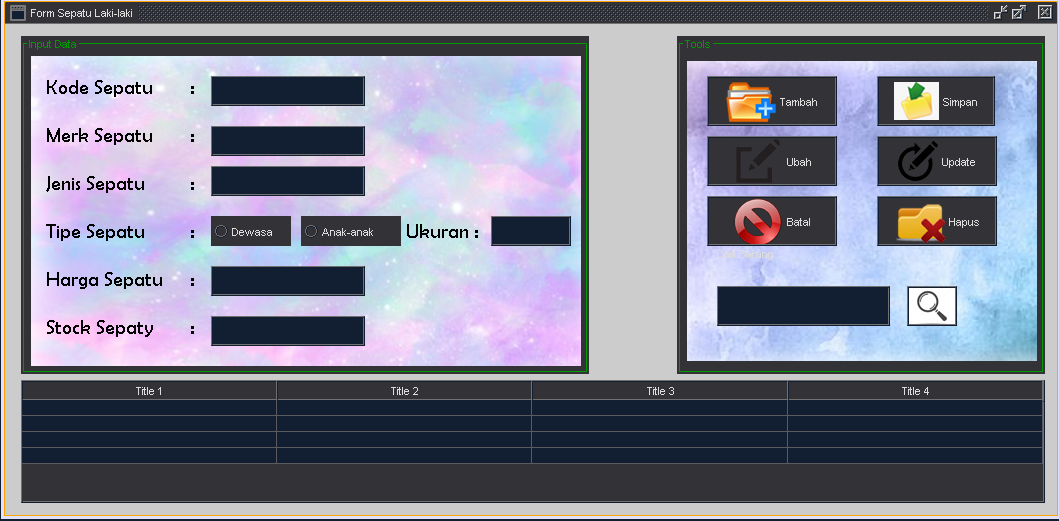 Form Sepatu Laki-laki
Input Data
Kode Sepatu :
Merk Sepatu :
Jenis Sepatu :
Tipe Sepatu : Dewasa Anak-anak Ukuran :
Harga Sepatu :
Stock Sepaty :
Tools
Tambah Simpan
Ubah Update
Batal Hapus
Title 1 Title 2 Title 3 Title 4